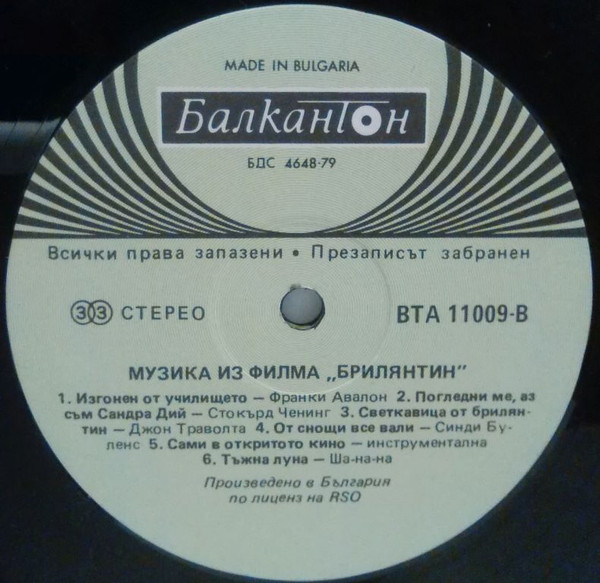 MADE IN BULGARIA
Балкантон
БДС 4648-79
Всички права запазени • Презаписът забранен
33 СТЕРЕО
ВТА 11009-В
МУЗИКА ИЗ ФИЛМА „БРИЛЯНТИН”
1. Изгонен от училището — Франки Авалон 2. Погледни ме, аз
съм Сандра Дий — Стокърд Ченинг 3. Светкавица от брилян-
тин — Джон Траволта 4. От снощи все вали — Синди Бу-
ленс 5. Сами в откритото кино — инструментална
6. Тъжна луна — Ша-на-на
Произведено в България
по лиценз на RSO